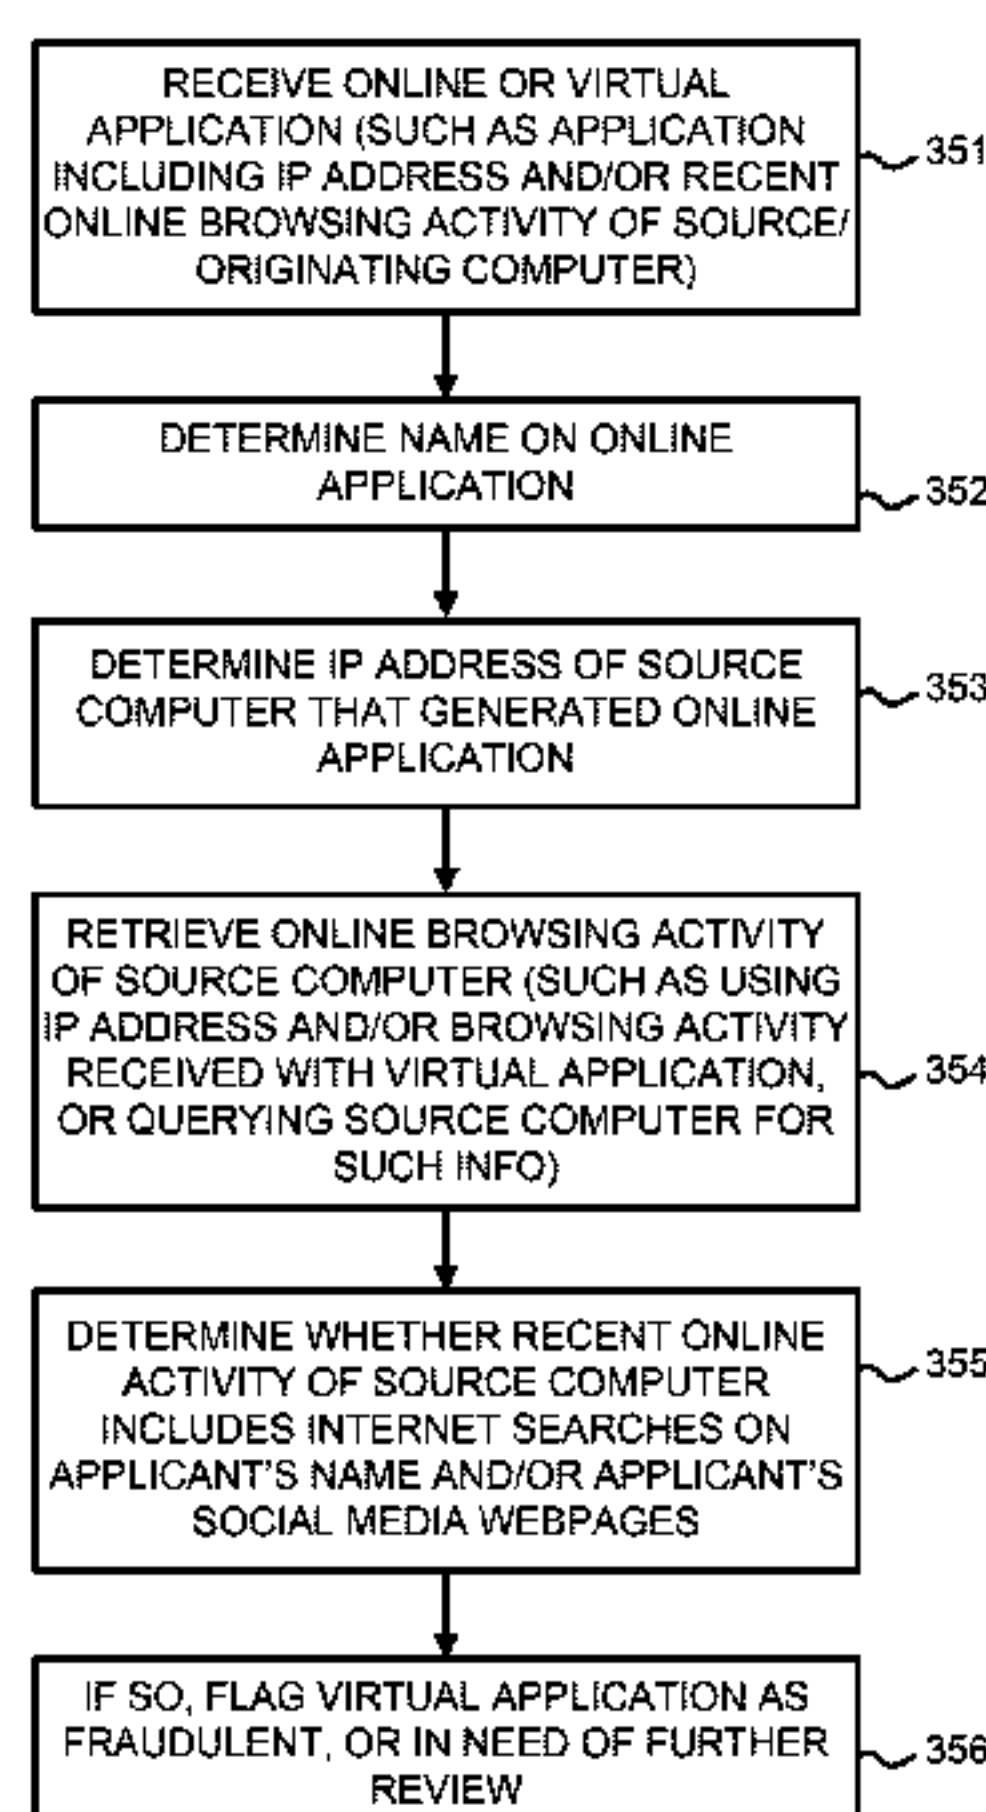 RECEIVE ONLINE OR VIRTUAL
APPLICATION (SUCH AS APPLICATION
INCLUDING IP ADDRESS AND/OR RECENT
ONLINE BROWSING ACTIVITY OF SOURCE/
ORIGINATING COMPUTER)
351
DETERMINE NAME ON ONLINE
APPLICATION
352
DETERMINE IP ADDRESS OF SOURCE
COMPUTER THAT GENERATED ONLINE
APPLICATION
353
RETRIEVE ONLINE BROWSING ACTIVITY
OF SOURCE COMPUTER (SUCH AS USING
IP ADDRESS AND/OR BROWSING ACTIVITY
RECEIVED WITH VIRTUAL APPLICATION,
OR QUERYING SOURCE COMPUTER FOR
SUCH INFO)
354
DETERMINE WHETHER RECENT ONLINE
ACTIVITY OF SOURCE COMPUTER
INCLUDES INTERNET SEARCHES ON
APPLICANT'S NAME AND/OR APPLICANT'S
SOCIAL MEDIA WEBPAGES
355
IF SO, FLAG VIRTUAL APPLICATION AS
FRAUDULENT, OR IN NEED OF FURTHER
REVIEW
356